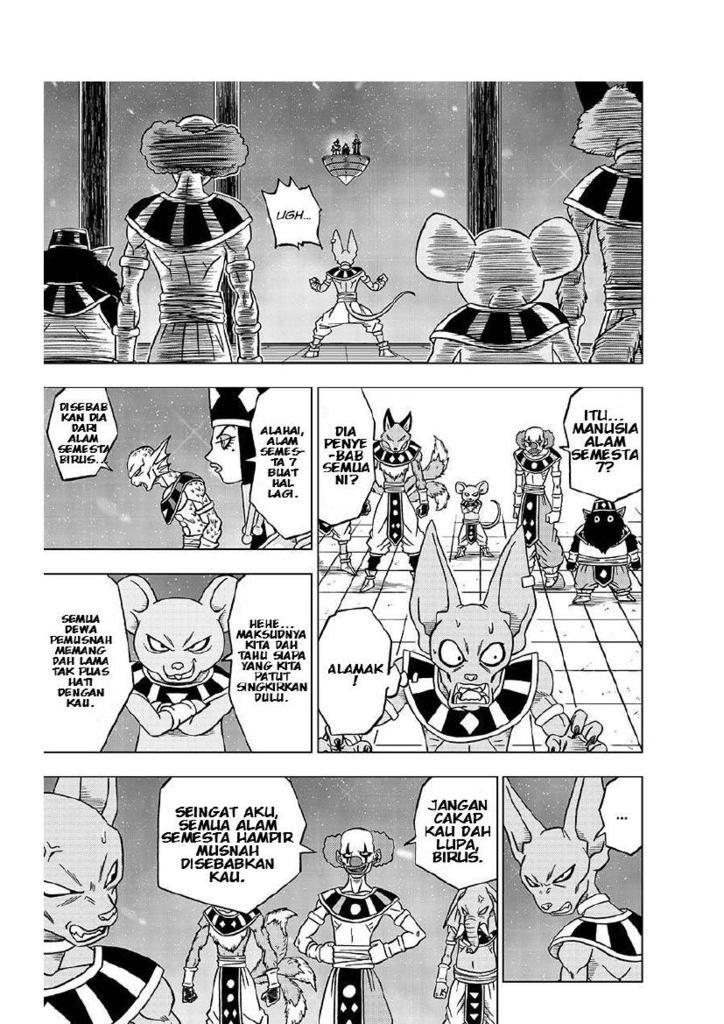 UGH...
ITU...
MANUSIA
ALAM
SEMESTA
7?
DIA
PENYE
-BAB
SEMUA
NI?
ALAMAK
!
ALAHAI,
ALAM
SEMES-
TA 7
BUAT
HAL
LAGI.
DISEBAB
KAN DIA
DARI
ALAM
SEMESTA
BIRUS...
HEHE...
MAKSUDNYA
KITA DAH
TAHU SIAPA
YANG KITA
PATUT
SINGKIRKAN
DULU.
SEMUA
DEWA
PEMUSNAH
MEMANG
DAH LAMA
TAK PUAS
HATI
DENGAN
KAU.
...
JANGAN
CAKAP
KAU DAH
LUPA,
BIRUS.
SEINGAT AKU,
SEMUA ALAM
SEMESTA HAMPIR
MUSNAH
DISEBABKAN
KAU.